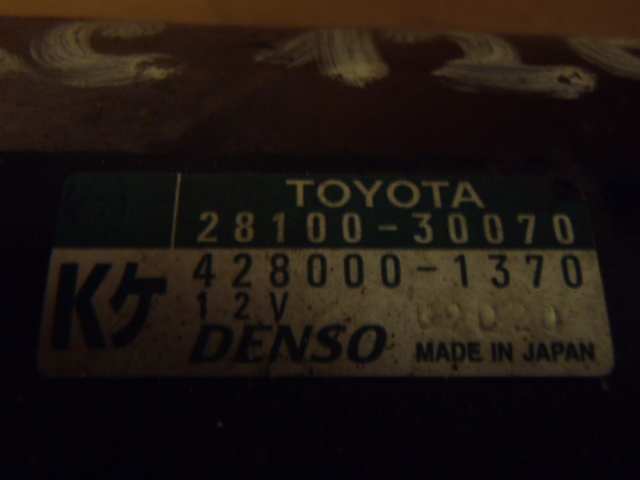 TOYOTA
28100-30070
Kケ
428000-1370
12V
DENSO
MADE IN JAPAN